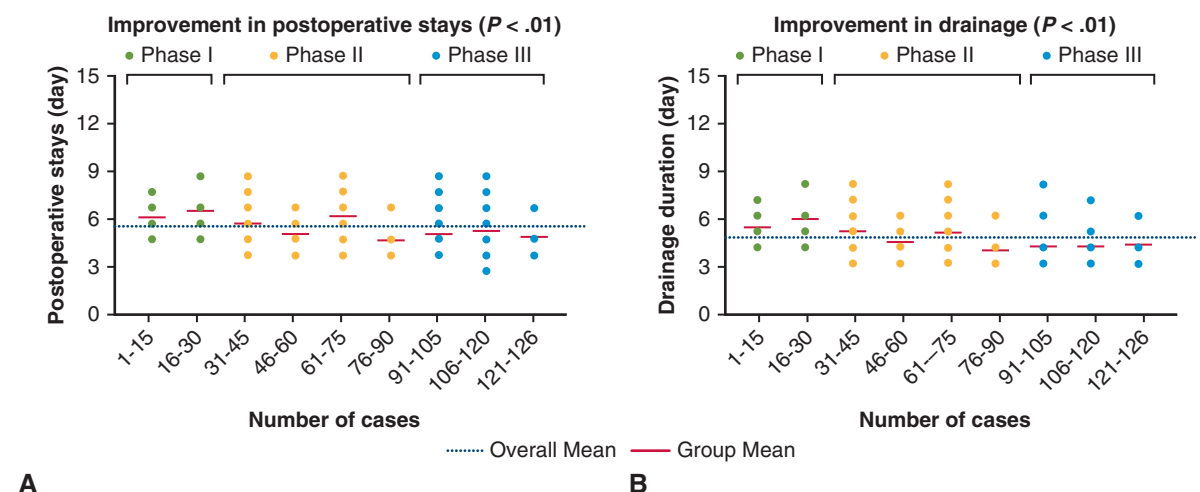 Improvement in postoperative stays (P < .01)
Phase I Phase II Phase III
Postoperative stays (day)
15
12
9
6
3
0
1-15 16-30 31-45 46-60 61-75 76-90 91-105 106-120 121-126
Number of cases
A
Improvement in drainage (P < .01)
Phase I Phase II Phase III
Drainage duration (day)
15
12
9
6
3
0
1-15 16-30 31-45 46-60 61—75 76-90 91-105 106-120 121-126
Number of cases
B
Overall Mean Group Mean